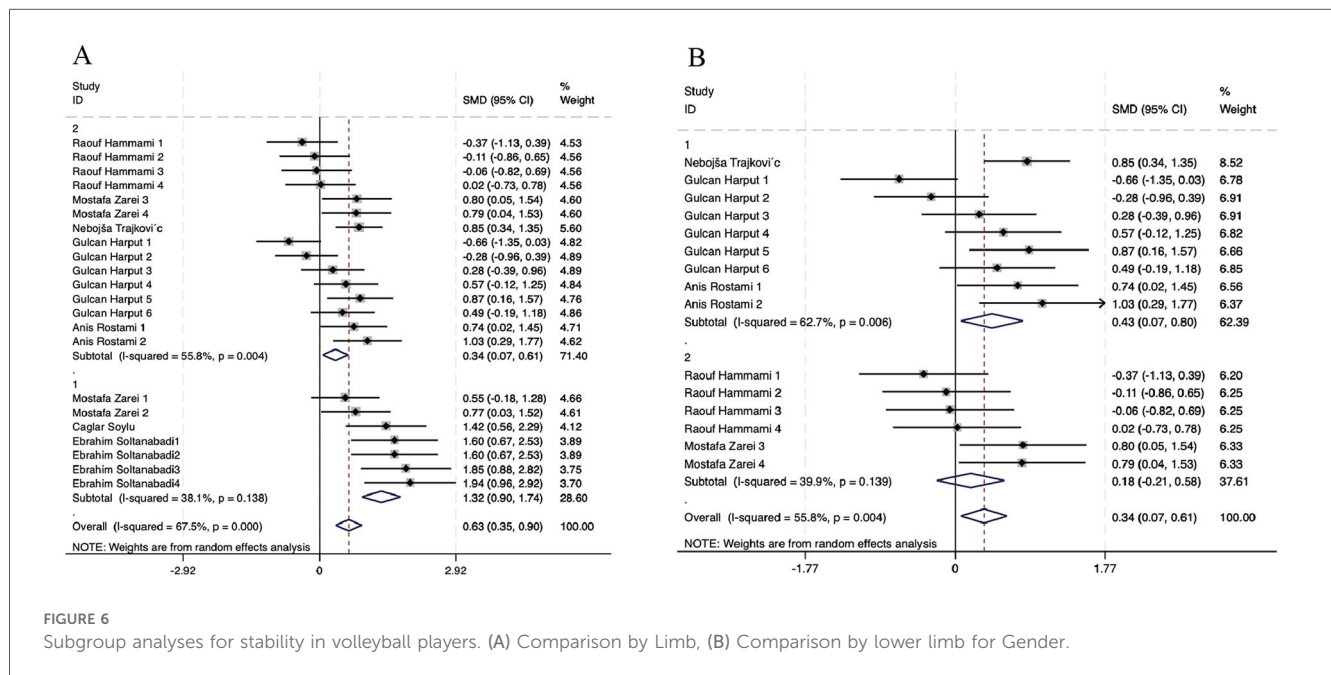 A
Study %
ID SMD (95% CI) Weight
2
Raouf Hammami 1 -0.37 (-1.13, 0.39) 4.53
Raouf Hammami 2 -0.11 (-0.86, 0.65) 4.56
Raouf Hammami 3 -0.06 (-0.82, 0.69) 4.56
Raouf Hammami 4 0.02 (-0.73, 0.78) 4.56
Mostafa Zarei 3 0.80 (0.05, 1.54) 4.60
Mostafa Zarei 4 0.79 (0.04, 1.53) 4.60
Nebojša Trajkovi´c 0.85 (0.34, 1.35) 5.60
Gulcan Harput 1 -0.66 (-1.35, 0.03) 4.82
Gulcan Harput 2 -0.28 (-0.96, 0.39) 4.89
Gulcan Harput 3 0.28 (-0.39, 0.96) 4.89
Gulcan Harput 4 0.57 (-0.12, 1.25) 4.84
Gulcan Harput 5 0.87 (0.16, 1.57) 4.76
Gulcan Harput 6 0.49 (-0.19, 1.18) 4.86
Anis Rostami 1 0.74 (0.02, 1.45) 4.71
Anis Rostami 2 1.03 (0.29, 1.77) 4.62
Subtotal (I-squared = 55.8%, p = 0.004) 0.34 (0.07, 0.61) 71.40
.
1
Mostafa Zarei 1 0.55 (-0.18, 1.28) 4.66
Mostafa Zarei 2 0.77 (0.03, 1.52) 4.61
Caglar Soylu 1.42 (0.56, 2.29) 4.12
Ebrahim Soltanabadi1 1.60 (0.67, 2.53) 3.89
Ebrahim Soltanabadi2 1.60 (0.67, 2.53) 3.89
Ebrahim Soltanabadi3 1.85 (0.88, 2.82) 3.75
Ebrahim Soltanabadi4 1.94 (0.96, 2.92) 3.70
Subtotal (I-squared = 38.1%, p = 0.138) 1.32 (0.90, 1.74) 28.60
.
Overall (I-squared = 67.5%, p = 0.000) 0.63 (0.35, 0.90) 100.00
NOTE: Weights are from random effects analysis
-2.92 0 2.92
B
Study %
ID SMD (95% CI) Weight
1
Nebojša Trajkovi´c 0.85 (0.34, 1.35) 8.52
Gulcan Harput 1 -0.66 (-1.35, 0.03) 6.78
Gulcan Harput 2 -0.28 (-0.96, 0.39) 6.91
Gulcan Harput 3 0.28 (-0.39, 0.96) 6.91
Gulcan Harput 4 0.57 (-0.12, 1.25) 6.82
Gulcan Harput 5 0.87 (0.16, 1.57) 6.66
Gulcan Harput 6 0.49 (-0.19, 1.18) 6.85
Anis Rostami 1 0.74 (0.02, 1.45) 6.56
Anis Rostami 2 1.03 (0.29, 1.77) 6.37
Subtotal (I-squared = 62.7%, p = 0.006) 0.43 (0.07, 0.80) 62.39
.
2
Raouf Hammami 1 -0.37 (-1.13, 0.39) 6.20
Raouf Hammami 2 -0.11 (-0.86, 0.65) 6.25
Raouf Hammami 3 -0.06 (-0.82, 0.69) 6.25
Raouf Hammami 4 0.02 (-0.73, 0.78) 6.25
Mostafa Zarei 3 0.80 (0.05, 1.54) 6.33
Mostafa Zarei 4 0.79 (0.04, 1.53) 6.33
Subtotal (I-squared = 39.9%, p = 0.139) 0.18 (-0.21, 0.58) 37.61
.
Overall (I-squared = 55.8%, p = 0.004) 0.34 (0.07, 0.61) 100.00
NOTE: Weights are from random effects analysis
-1.77 0 1.77
FIGURE 6
Subgroup analyses for stability in volleyball players. (A) Comparison by Limb, (B) Comparison by lower limb for Gender.